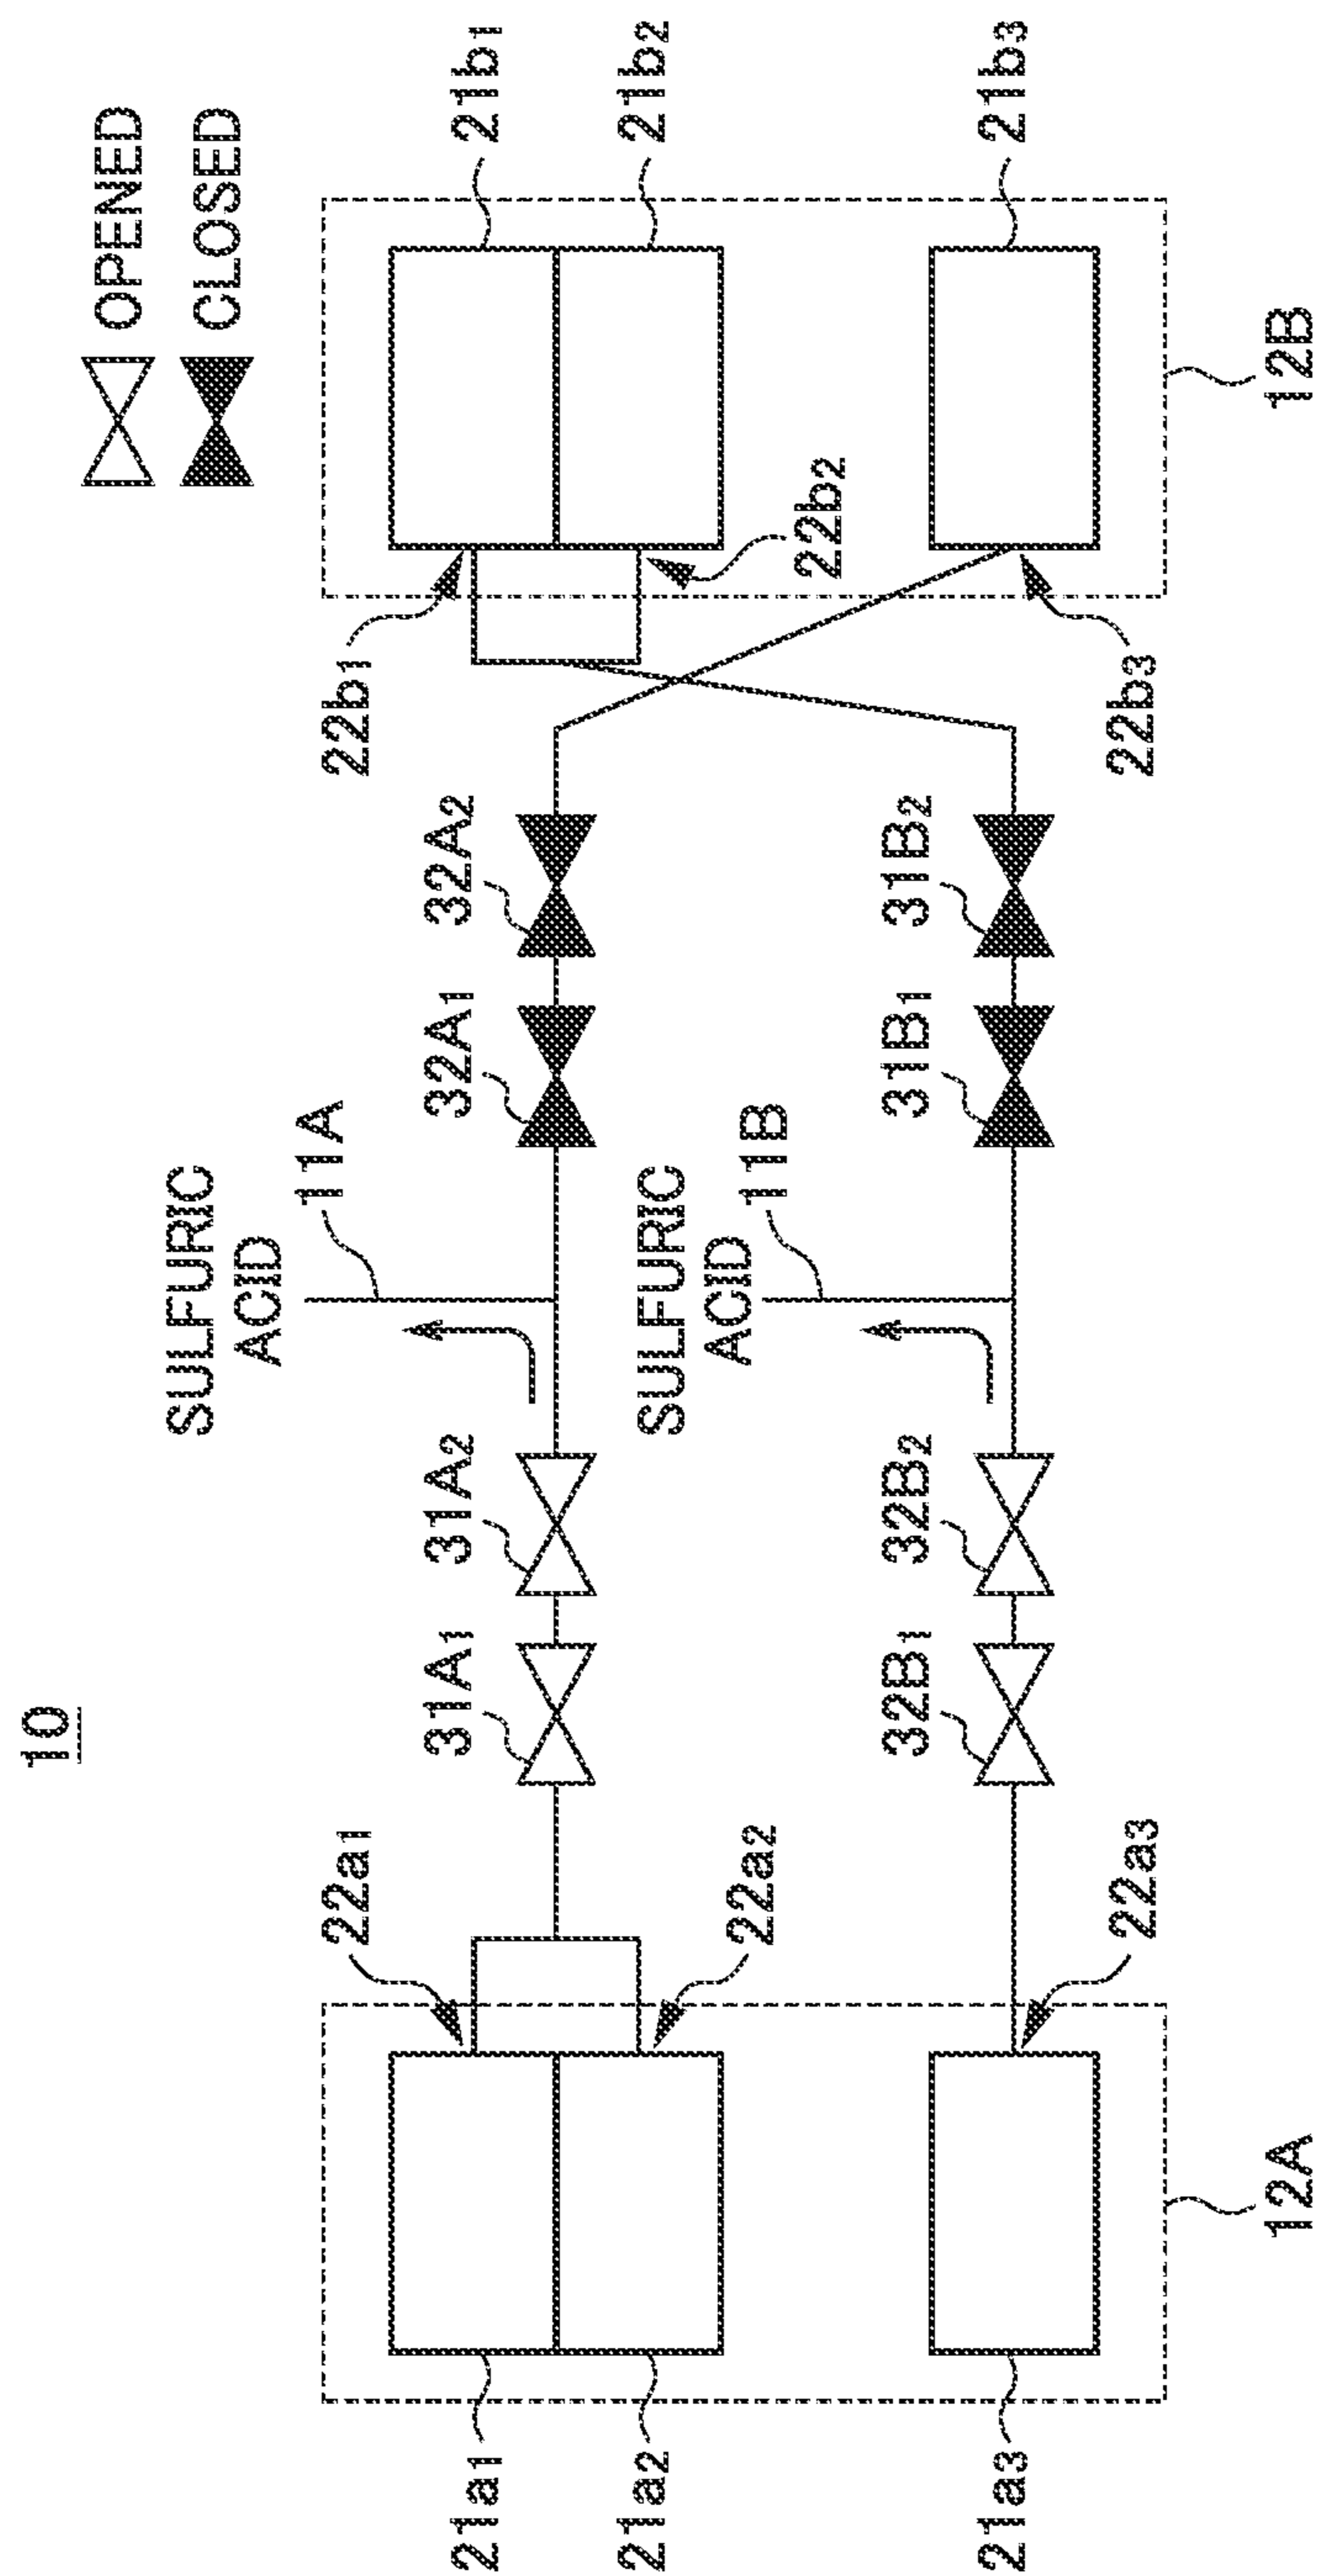 10
OPENED
CLOSED
SULFURIC
ACID
11A
22a1
31A1
31A2
32A1
32A2
22b1
21a1
21b1
21a2
21b2
SULFURIC
ACID
11B
22a2
22b2
32B1
32B2
31B1
31B2
21a3
21b3
22a3
22b3
12A
12B